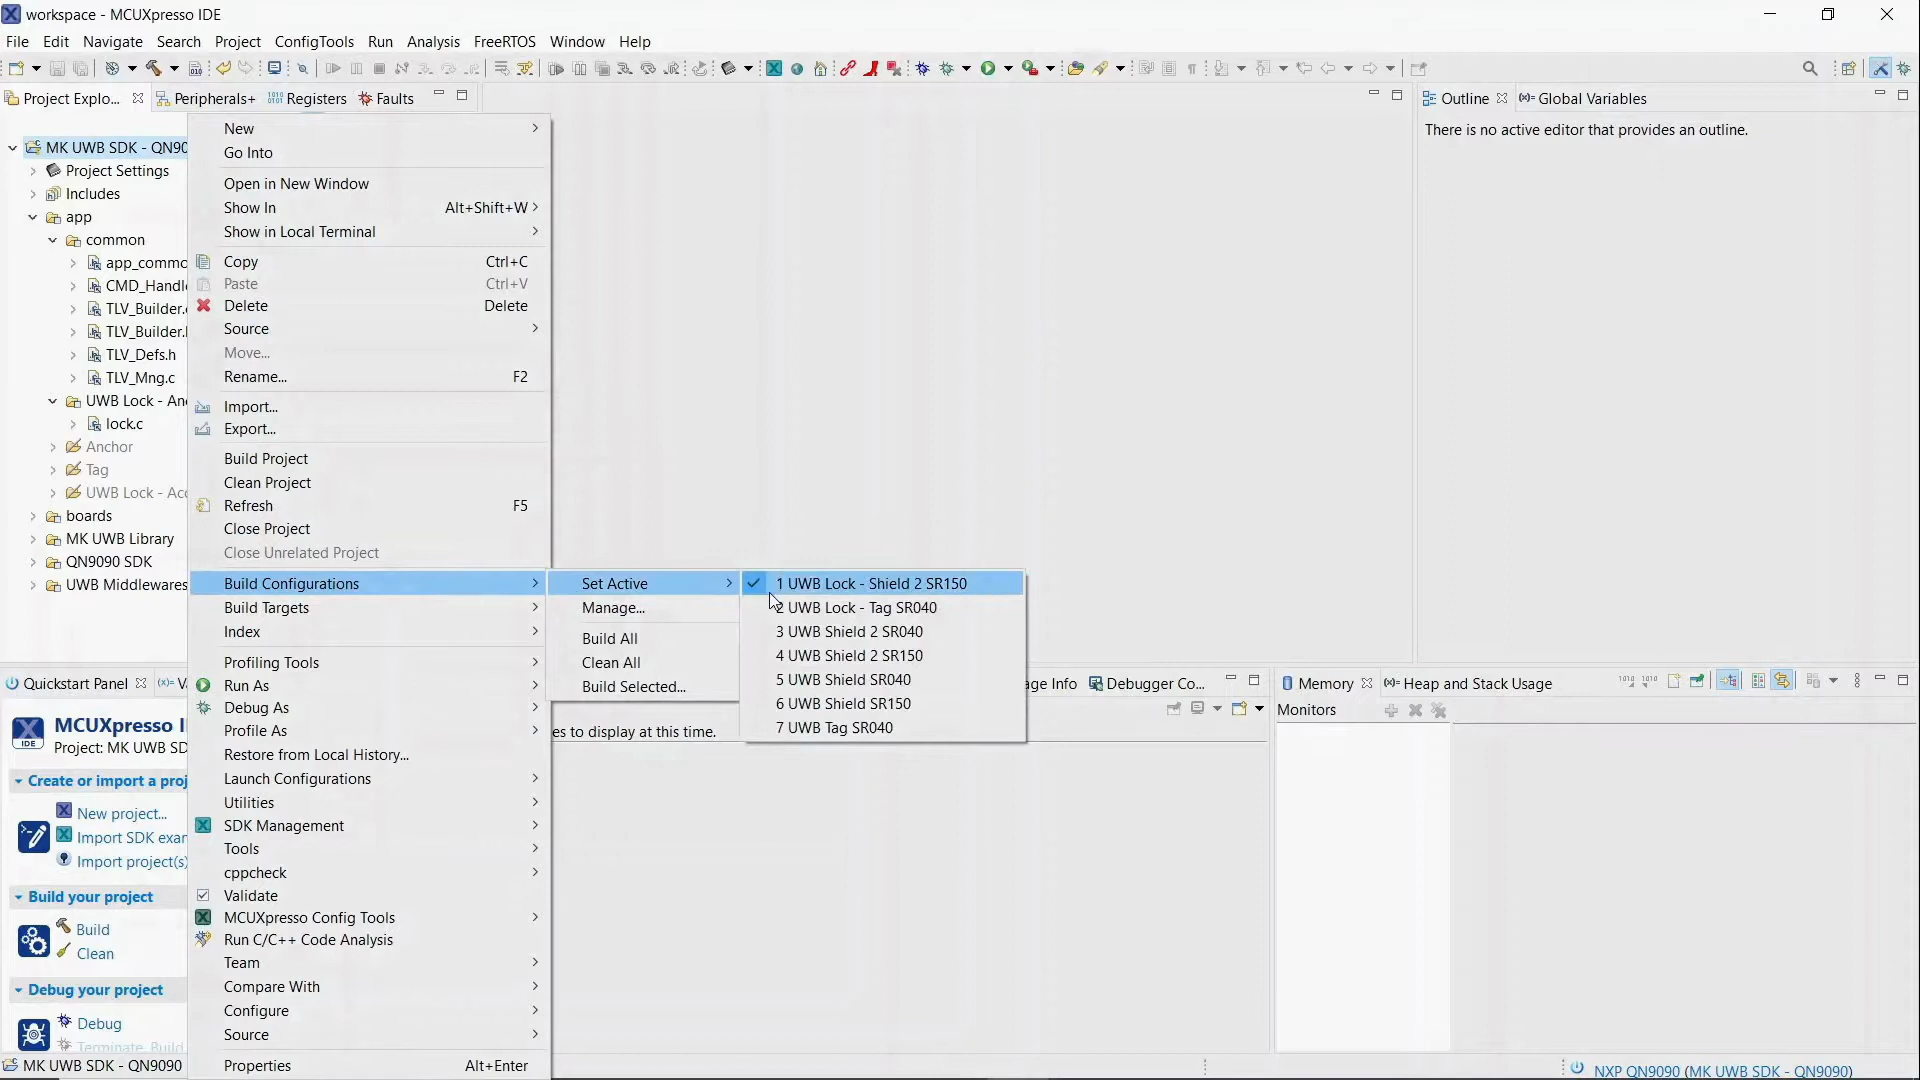 workspace - MCUXpresso IDE
File Edit Navigate Search Project ConfigTools Run Analysis FreeRTOS Window Help
Project Explo... Peripherals+ Registers Faults
Outline (x)= Global Variables
There is no active editor that provides an outline.
MK UWB SDK - QN90
Project Settings
Includes
app
common
app_commo
CMD_Handl
TLV_Builder.
TLV_Builder.
TLV_Defs.h
TLV_Mng.c
UWB Lock - An
lock.c
Anchor
Tag
UWB Lock - Acc
boards
MK UWB Library
QN9090 SDK
UWB Middlewares
New
Go Into
Open in New Window
Show In Alt+Shift+W
Show in Local Terminal
Copy Ctrl+C
Paste Ctrl+V
Delete Delete
Source
Move...
Rename... F2
Import...
Export...
Build Project
Clean Project
Refresh F5
Close Project
Close Unrelated Project
Build Configurations
Build Targets
Index
Profiling Tools
Run As
Debug As
Profile As
Restore from Local History...
Launch Configurations
Utilities
SDK Management
Tools
cppcheck
Validate
MCUXpresso Config Tools
Run C/C++ Code Analysis
Team
Compare With
Configure
Source
Properties Alt+Enter
Set Active
Manage...
Build All
Clean All
Build Selected...
1 UWB Lock - Shield 2 SR150
2 UWB Lock - Tag SR040
3 UWB Shield 2 SR040
4 UWB Shield 2 SR150
5 UWB Shield SR040
6 UWB Shield SR150
7 UWB Tag SR040
Quickstart Panel (x)= Va
MCUXpresso I
IDE
Project: MK UWB SD
Create or import a proj
New project...
Import SDK exar
Import project(s)
Build your project
Build
Clean
Debug your project
Debug
Terminate, Build
age Info Debugger Co...
es to display at this time.
Memory (x)= Heap and Stack Usage
Monitors
MK UWB SDK - QN9090
NXP QN9090 (MK UWB SDK - QN9090)